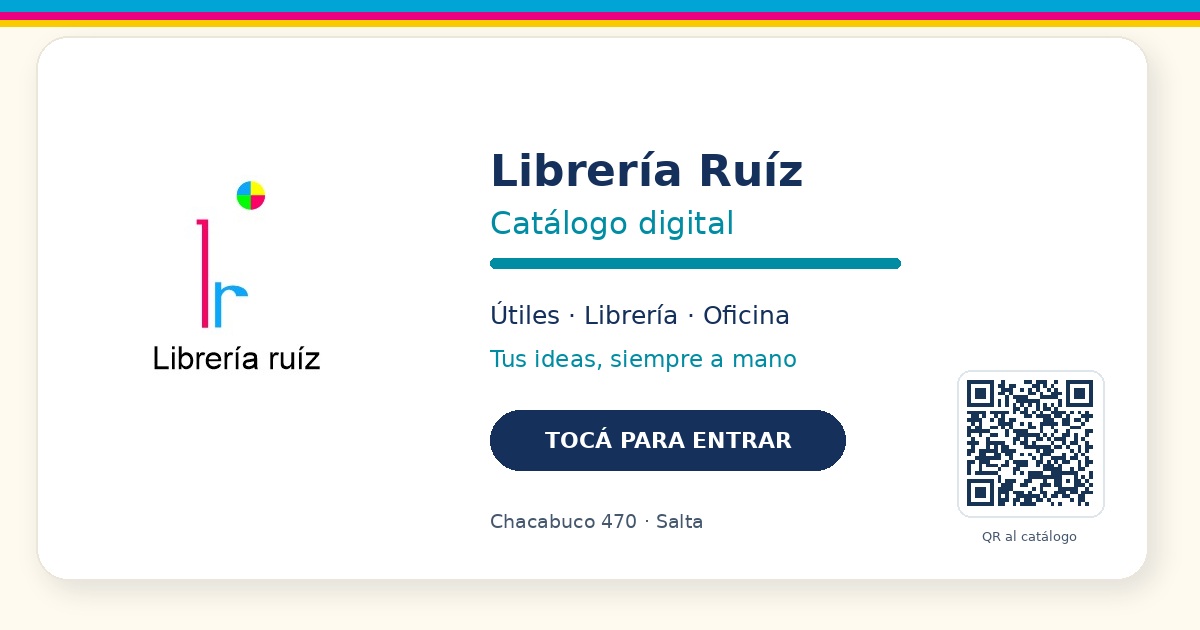 lr
Librería ruíz
Librería Ruíz
Catálogo digital
Útiles · Librería · Oficina
Tus ideas, siempre a mano
TOCÁ PARA ENTRAR
Chacabuco 470 · Salta
QR al catálogo